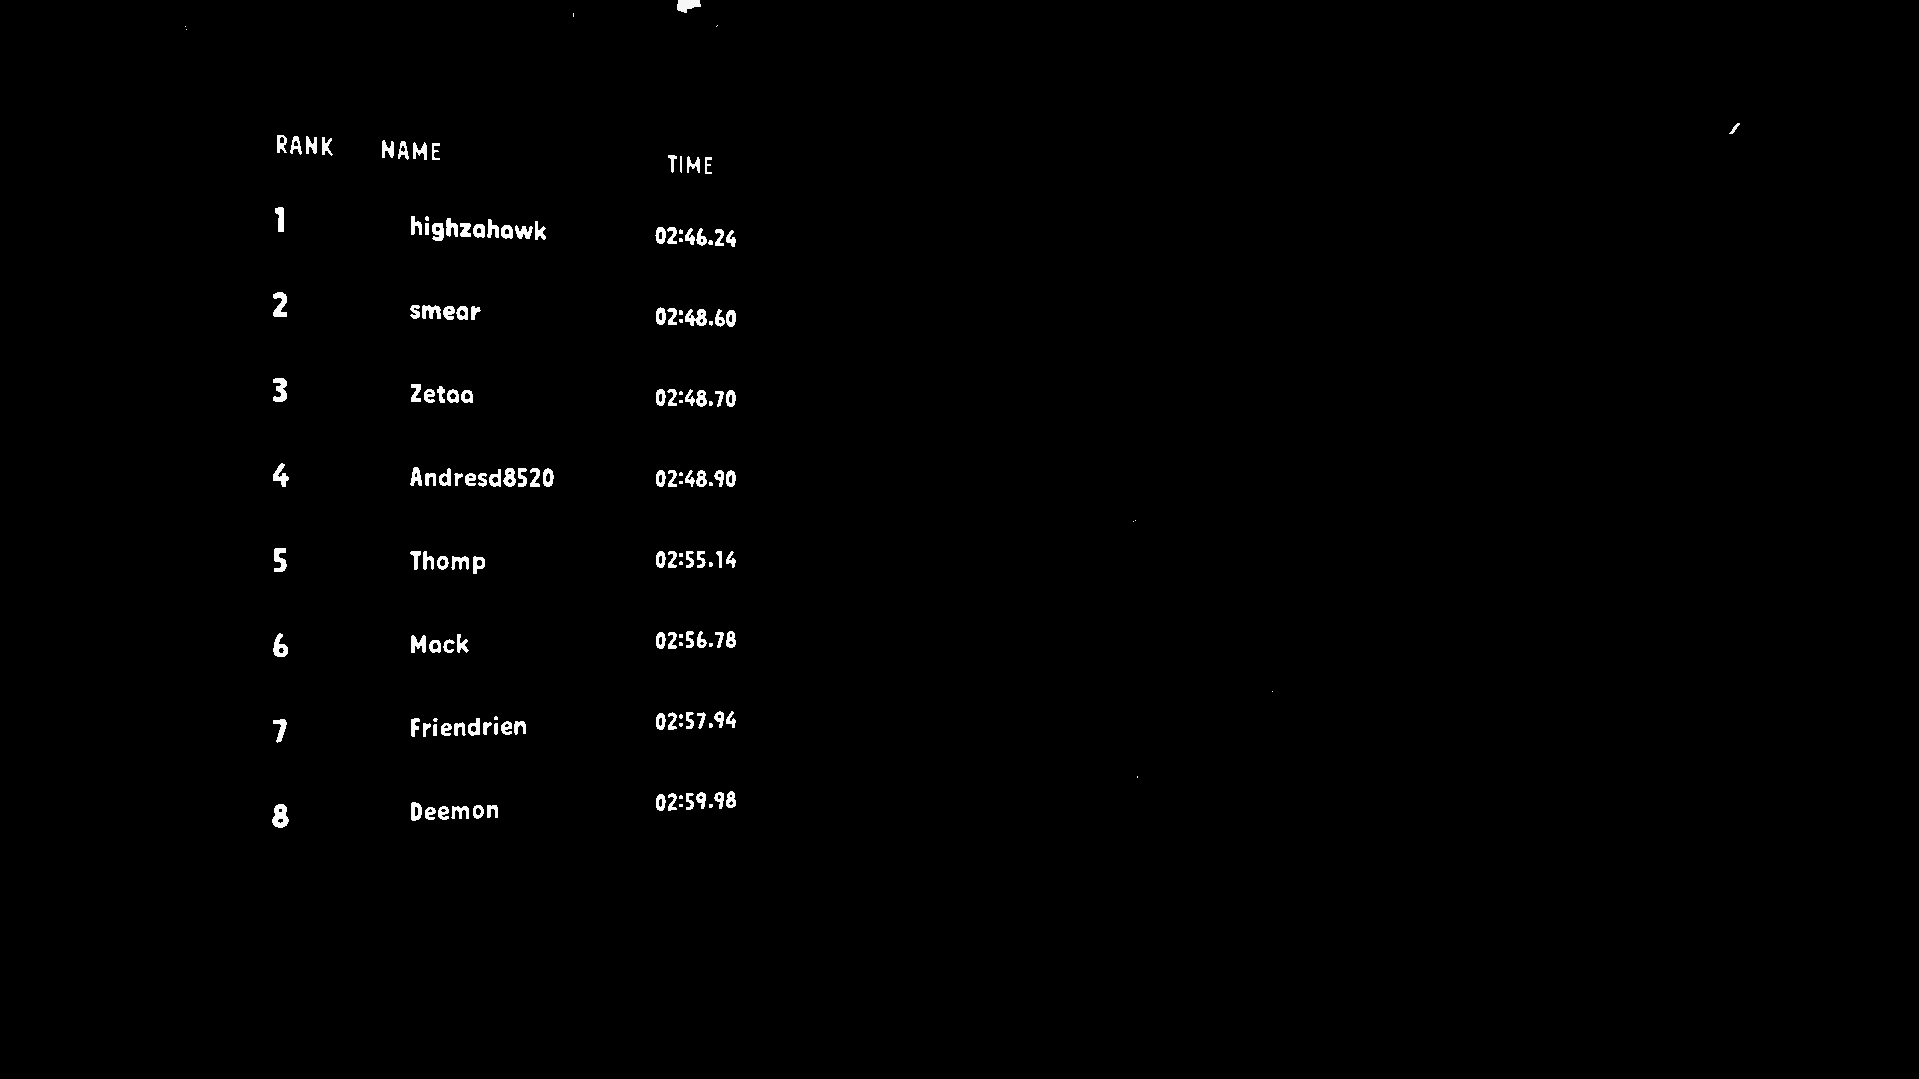 RANK NAME TIME
1 highzahawk 02:46.24
2 smear 02:48.60
3 Zetaa 02:48.70
4 Andresd8520 02:48.90
5 Thomp 02:55.14
6 Mack 02:56.78
7 Friendrien 02:57.94
8 Deemon 02:59.98